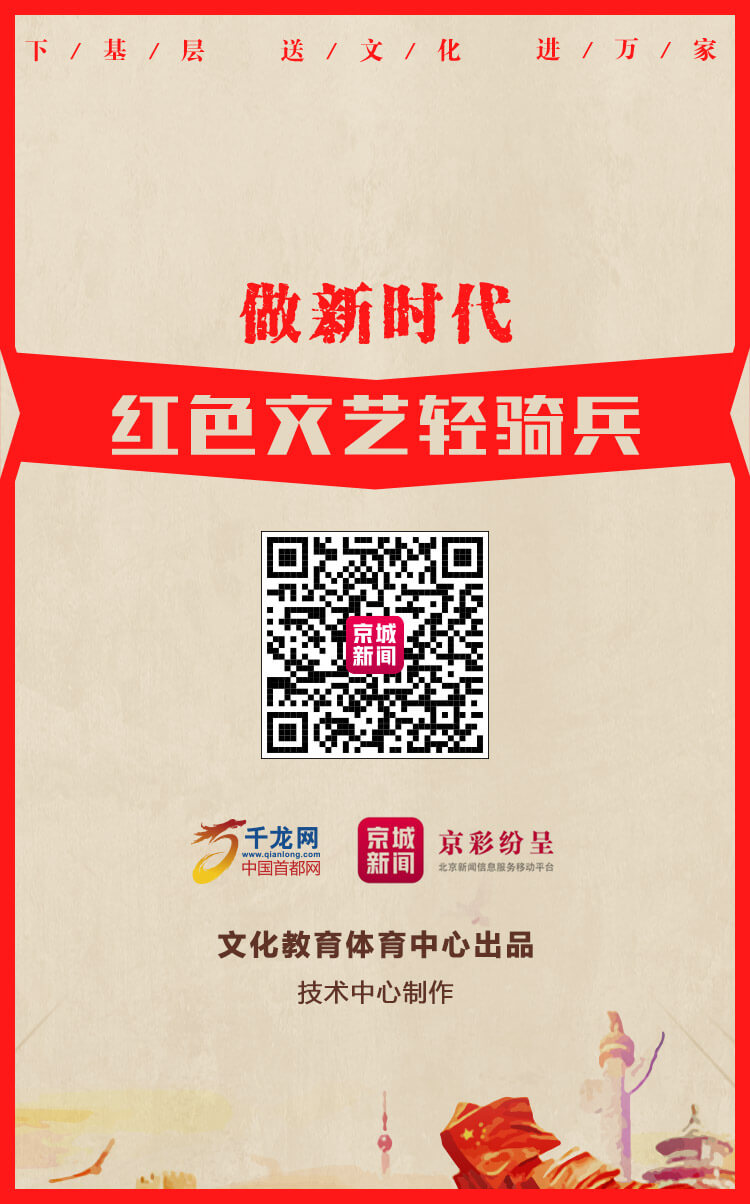 下/基/层 送/文/化 进/万/家
做新时代
红色文艺轻骑兵
京城
新闻
千龙网
www.qianlong.com
中国首都网
京城
新闻
京彩纷呈
北京新闻信息服务移动平台
文化教育体育中心出品
技术中心制作